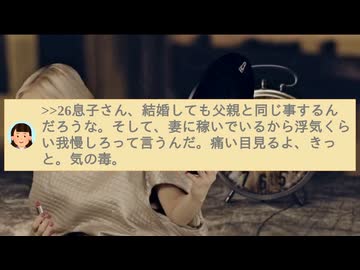 >>26息子さん、結婚しても父親と同じ事するん
だろうな。そして、妻に稼いでいるから浮気くら
い我慢しろって言うんだ。痛い目見るよ、きっ
と。気の毒。